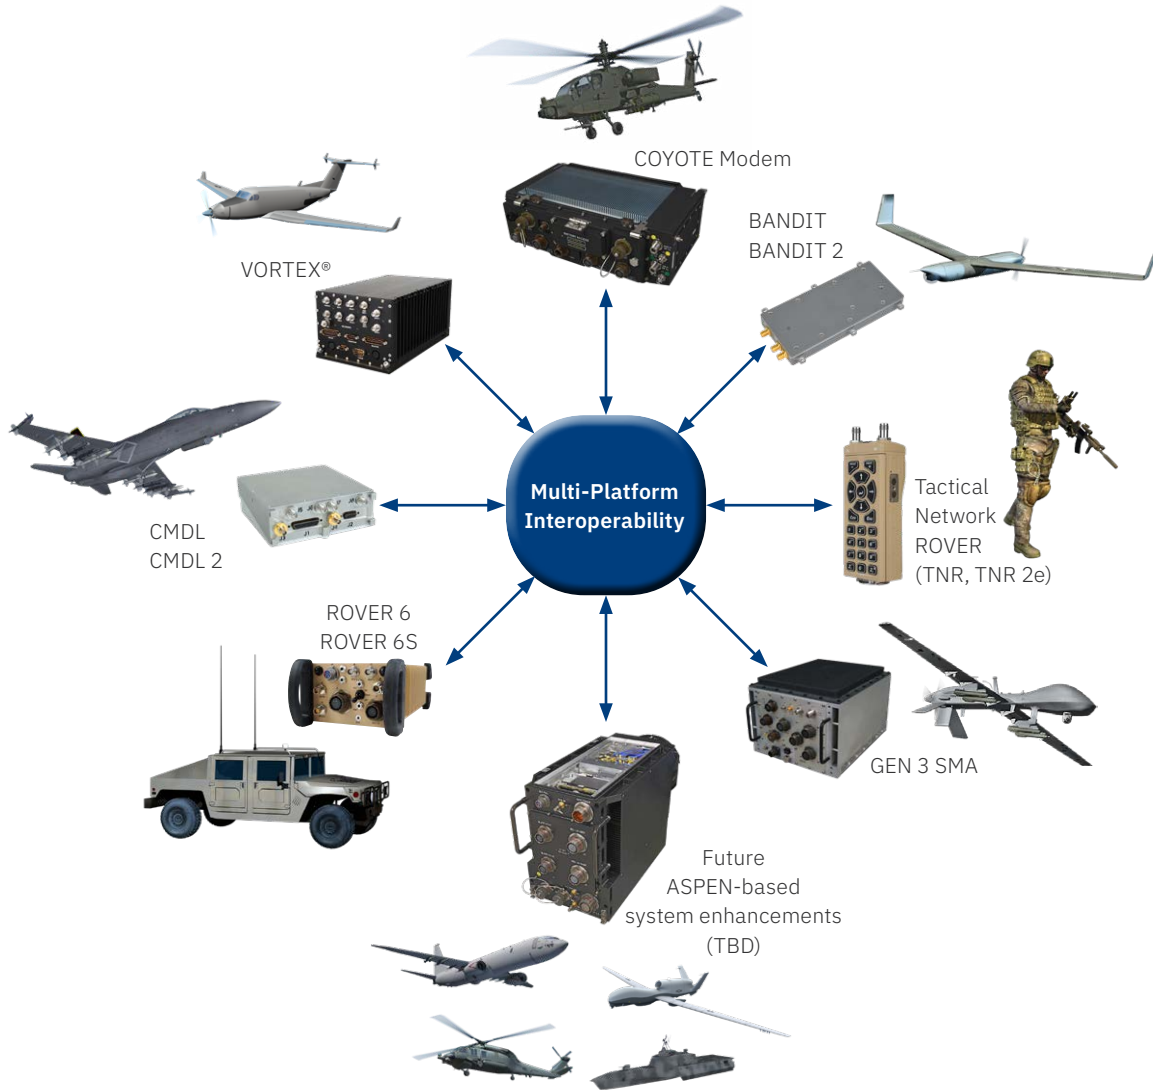 COYOTE Modem
BANDIT
BANDIT 2
VORTEX®
Multi-Platform
Interoperability
Tactical
Network
ROVER
(TNR, TNR 2e)
CMDL
CMDL 2
ROVER 6
ROVER 6S
GEN 3 SMA
Future
ASPEN-based
system enhancements
(TBD)